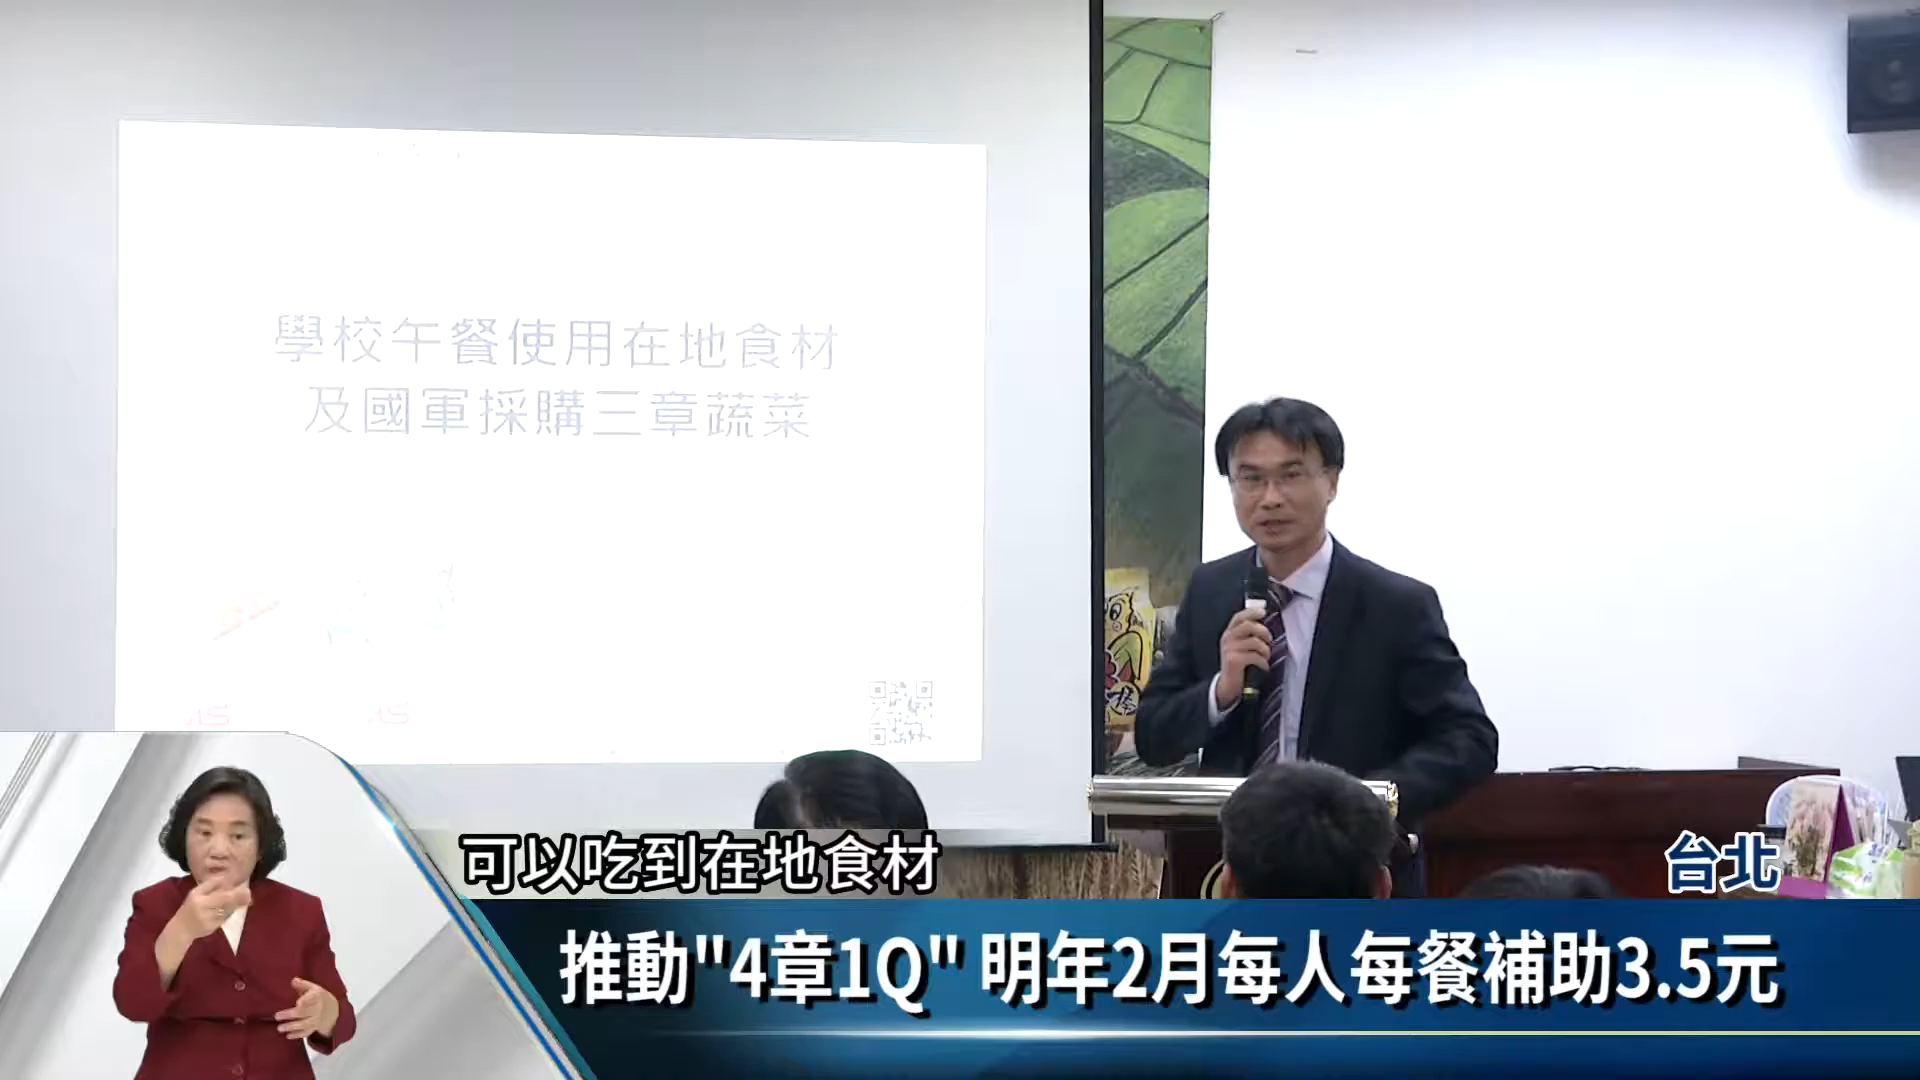 學校午餐使用在地食材
及國軍採購三章蔬菜
可以吃到在地食材
台北
推動"4章1Q" 明年2月每人每餐補助3.5元